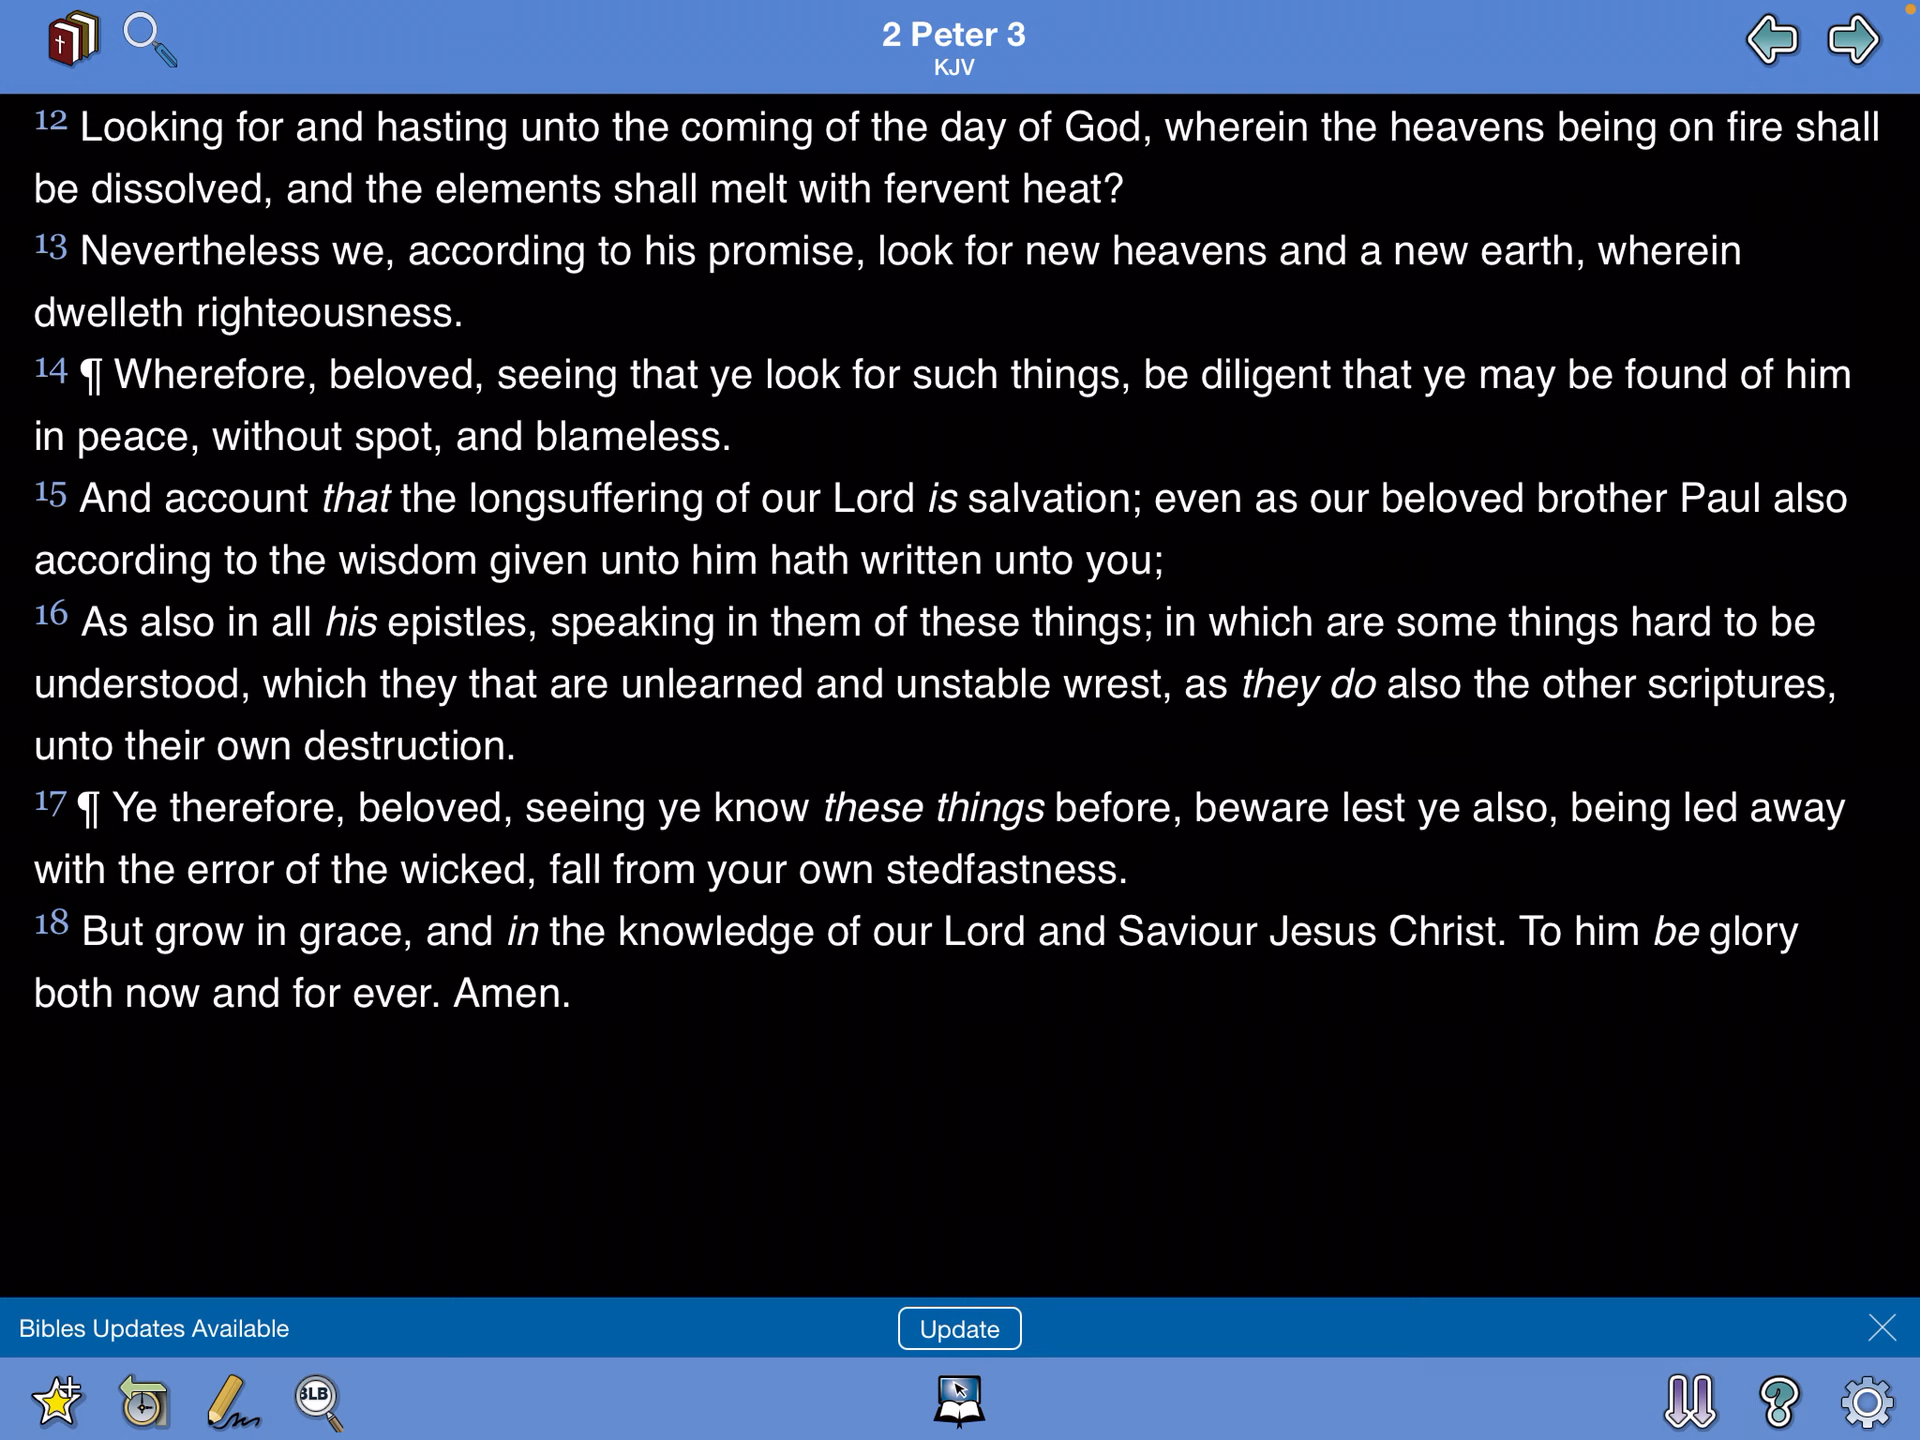 2 Peter 3
KJV
12 Looking for and hasting unto the coming of the day of God, wherein the heavens being on fire shall
be dissolved, and the elements shall melt with fervent heat?
13 Nevertheless we, according to his promise, look for new heavens and a new earth, wherein
dwelleth righteousness.
14 ¶ Wherefore, beloved, seeing that ye look for such things, be diligent that ye may be found of him
in peace, without spot, and blameless.
15 And account that the longsuffering of our Lord is salvation; even as our beloved brother Paul also
according to the wisdom given unto him hath written unto you;
16 As also in all his epistles, speaking in them of these things; in which are some things hard to be
understood, which they that are unlearned and unstable wrest, as they do also the other scriptures,
unto their own destruction.
17 ¶ Ye therefore, beloved, seeing ye know these things before, beware lest ye also, being led away
with the error of the wicked, fall from your own stedfastness.
18 But grow in grace, and in the knowledge of our Lord and Saviour Jesus Christ. To him be glory
both now and for ever. Amen.
Bibles Updates Available
Update
BLB